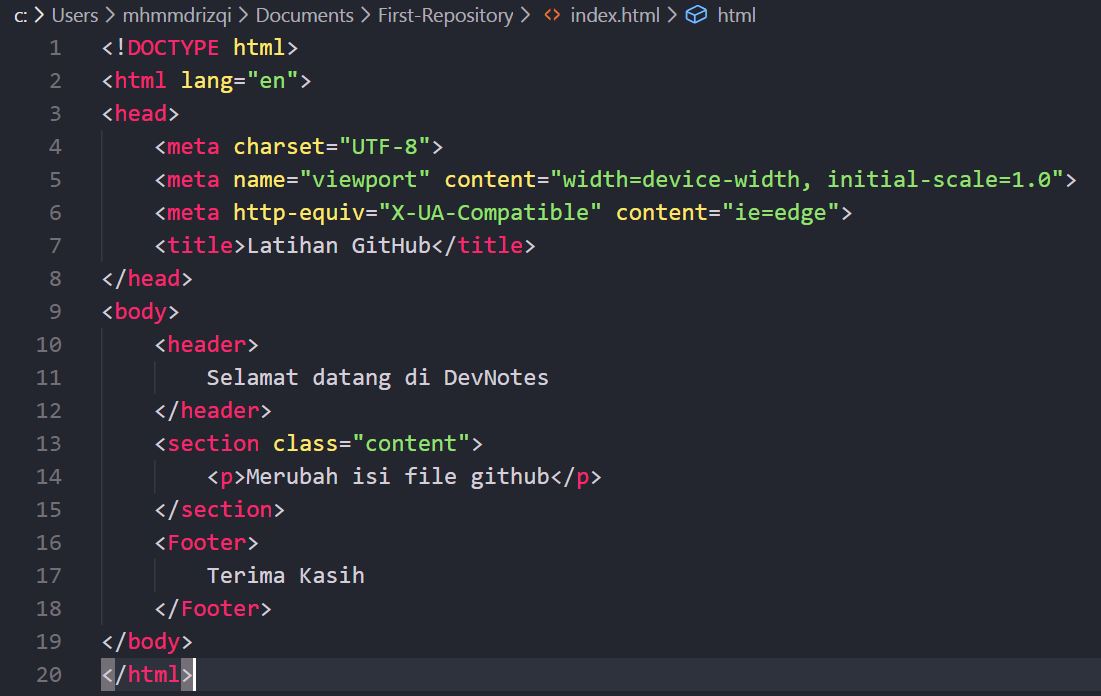 c: > Users > mhmmdrizqi > Documents > First-Repository > <> index.html > html
1 <!DOCTYPE html>
2 <html lang="en">
3 <head>
4     <meta charset="UTF-8">
5     <meta name="viewport" content="width=device-width, initial-scale=1.0">
6     <meta http-equiv="X-UA-Compatible" content="ie=edge">
7     <title>Latihan GitHub</title>
8 </head>
9 <body>
10     <header>
11         Selamat datang di DevNotes
12     </header>
13     <section class="content">
14         <p>Merubah isi file github</p>
15     </section>
16     <Footer>
17         Terima Kasih
18     </Footer>
19 </body>
20 </html>